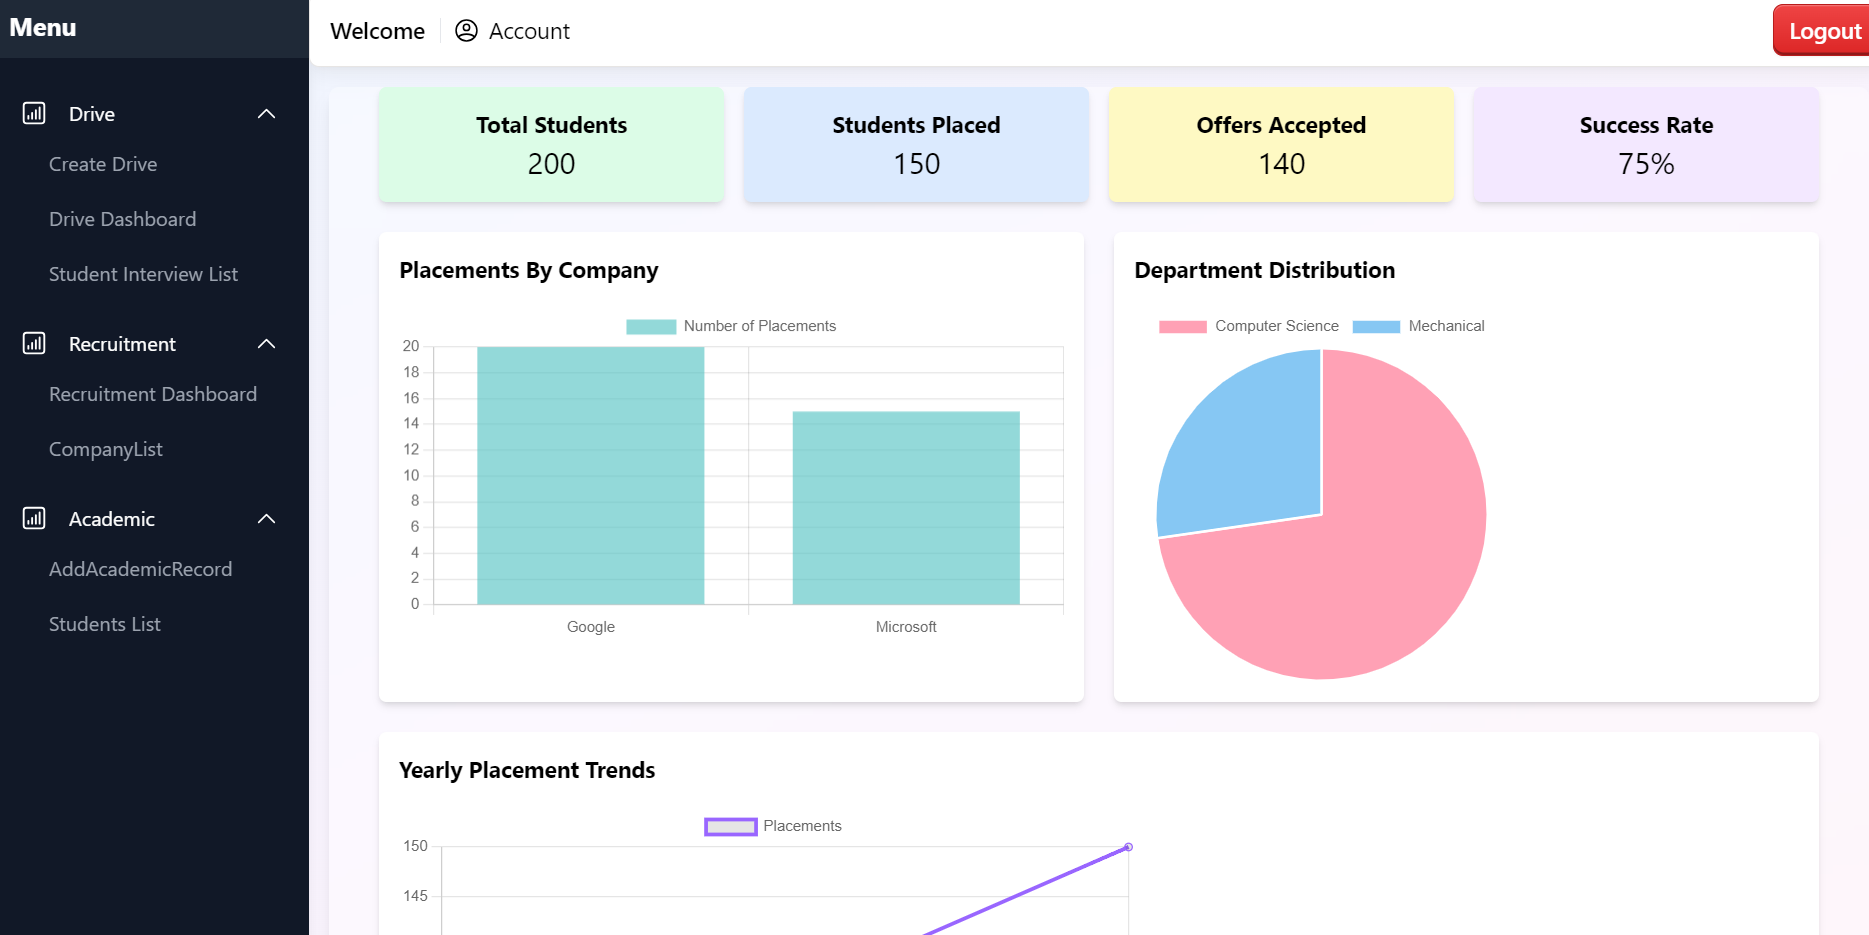 Menu
Drive
Create Drive
Drive Dashboard
Student Interview List
Recruitment
Recruitment Dashboard
CompanyList
Academic
AddAcademicRecord
Students List
Welcome
Account
Logout
Total Students
200
Students Placed
150
Offers Accepted
140
Success Rate
75%
Placements By Company
Number of Placements
20
18
16
14
12
10
8
6
4
2
0
Google Microsoft
Department Distribution
Computer Science Mechanical
Yearly Placement Trends
Placements
150
145